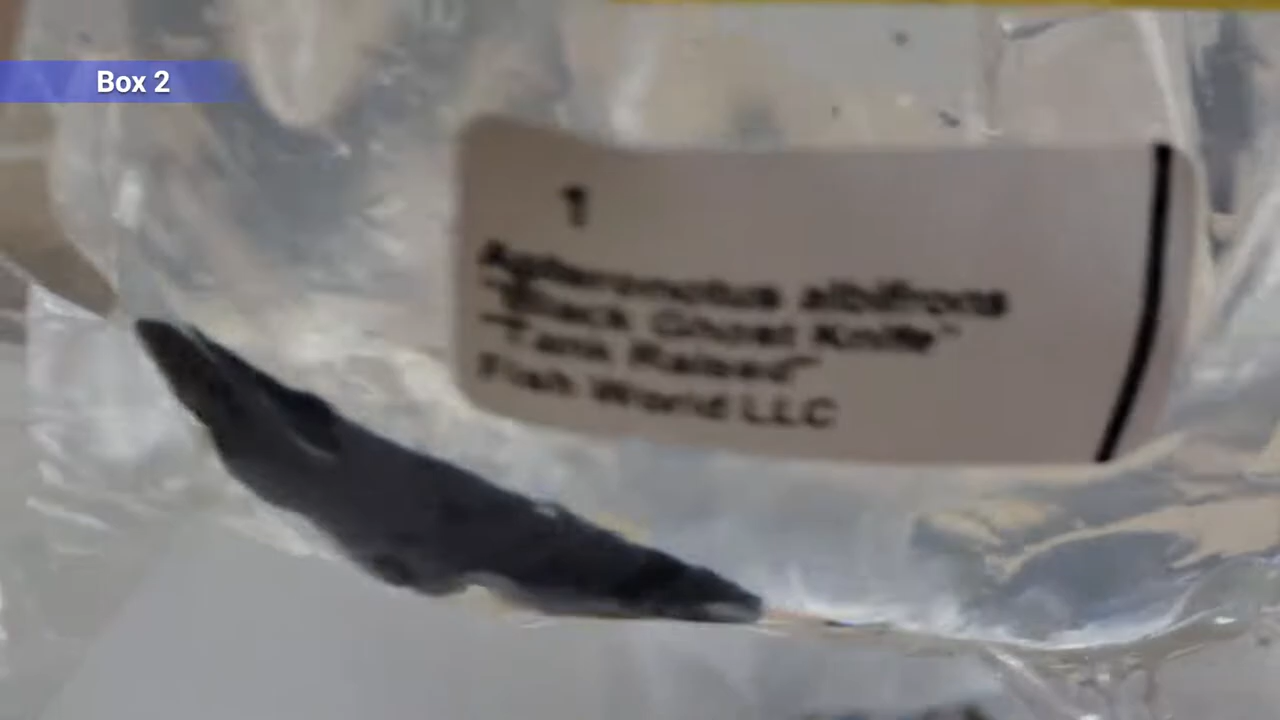 Box 2
1
Apteronotus albifrons
"Black Ghost Knife"
"Tank Raised"
Fish World LLC